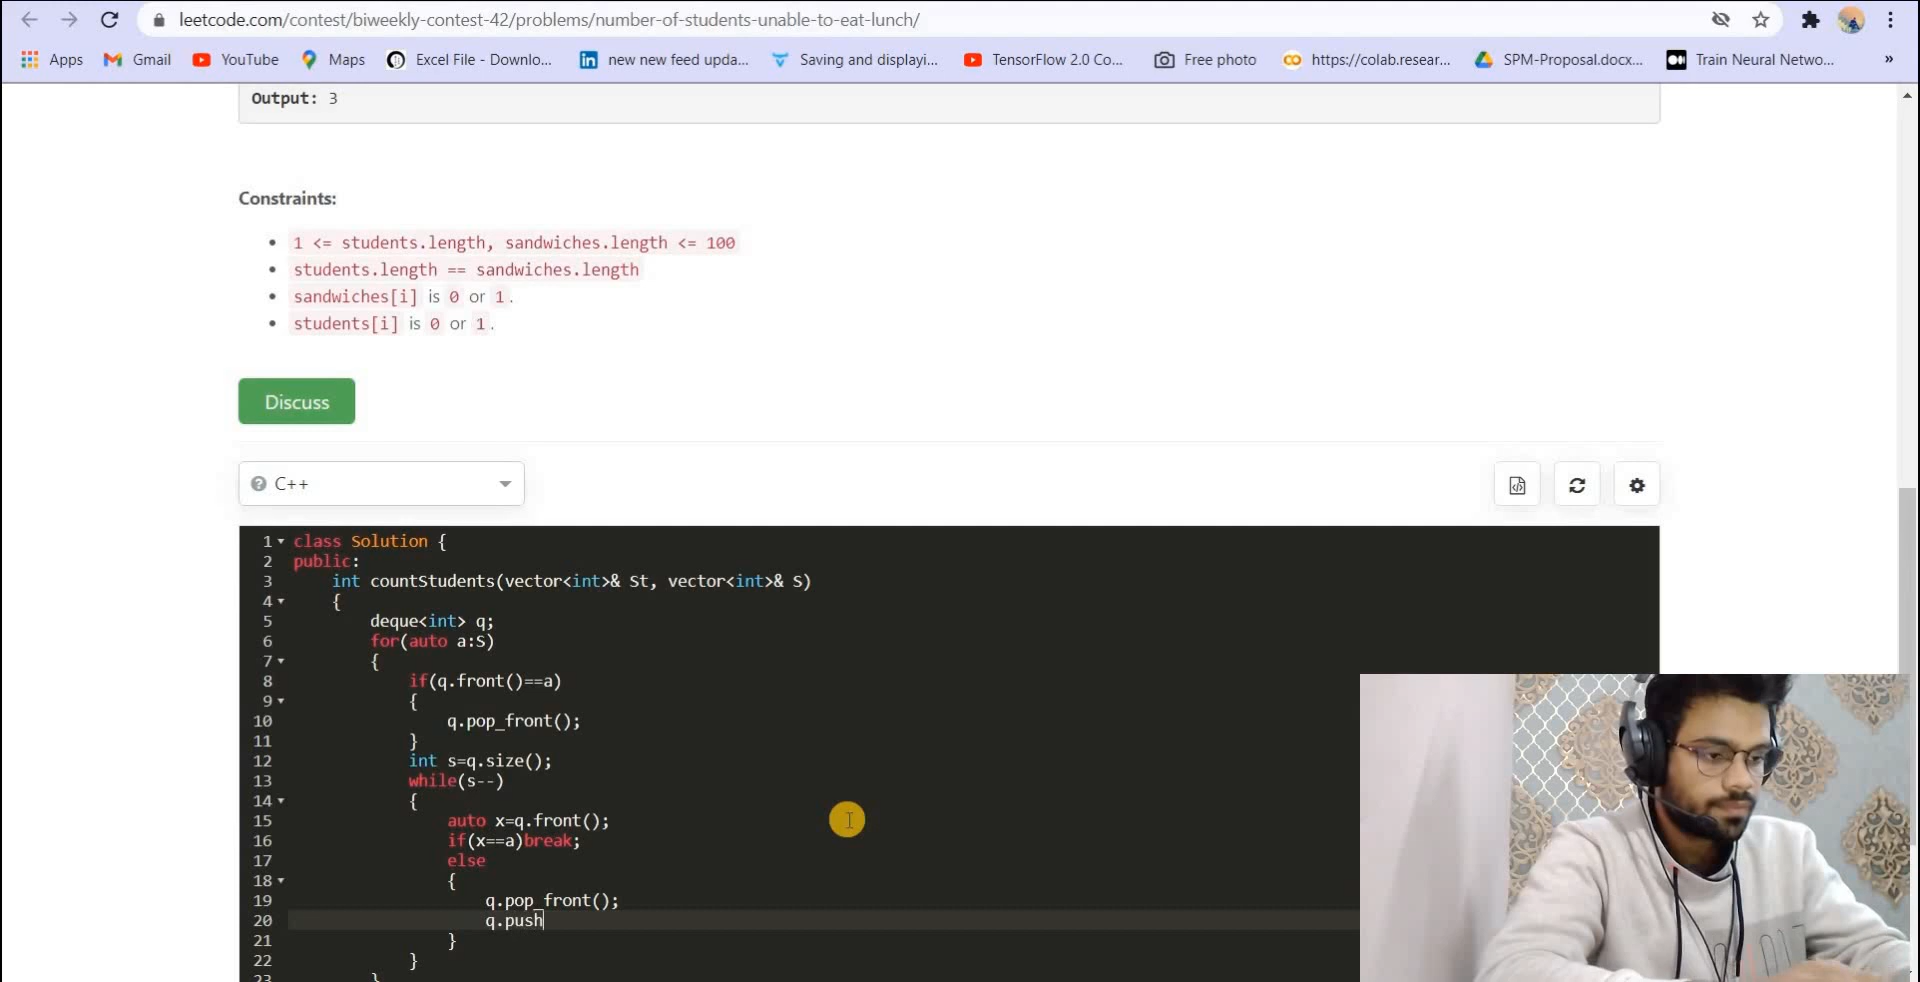 leetcode.com/contest/biweekly-contest-42/problems/number-of-students-unable-to-eat-lunch/
Apps Gmail YouTube Maps Excel File - Downlo... new new feed upda... Saving and displayi... TensorFlow 2.0 Co... Free photo https://colab.resear... SPM-Proposal.docx... Train Neural Netwo... »
Output: 3
Constraints:
• 1 <= students.length, sandwiches.length <= 100
• students.length == sandwiches.length
• sandwiches[i] is 0 or 1.
• students[i] is 0 or 1.
Discuss
C++
1 class Solution {
2 public:
3     int countStudents(vector<int>& St, vector<int>& S)
4     {
5         deque<int> q;
6         for(auto a:S)
7         {
8             if(q.front()==a)
9             {
10                 q.pop_front();
11             }
12             int s=q.size();
13             while(s--)
14             {
15                 auto x=q.front();
16                 if(x==a)break;
17                 else
18                 {
19                     q.pop_front();
20                     q.push
21                 }
22             }
23         }